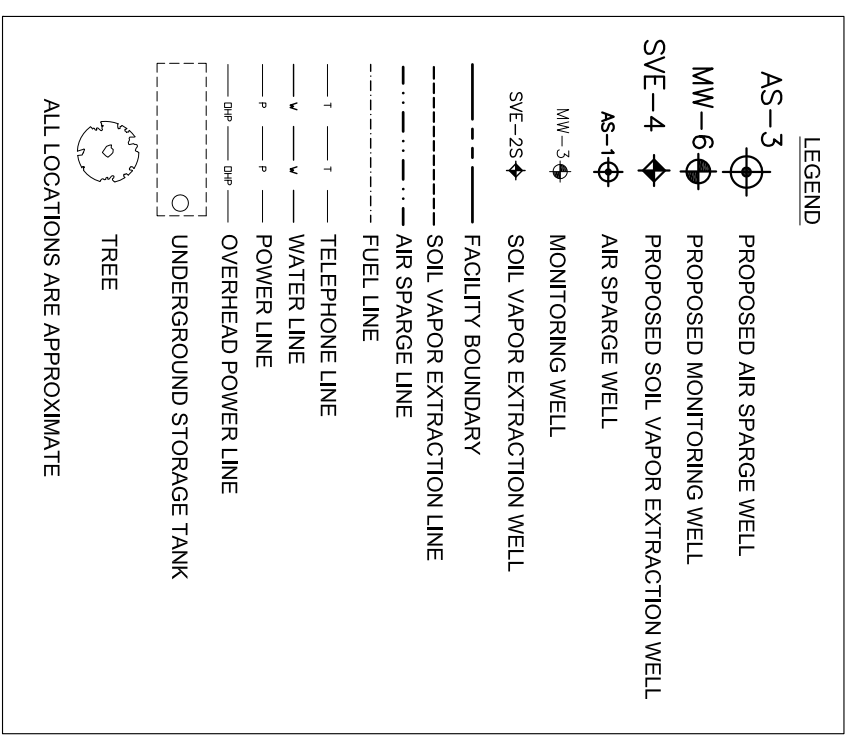 LEGEND
AS-3 PROPOSED AIR SPARGE WELL
MW-6 PROPOSED MONITORING WELL
SVE-4 PROPOSED SOIL VAPOR EXTRACTION WELL
AS-1 AIR SPARGE WELL
MW-3 MONITORING WELL
SVE-2S SOIL VAPOR EXTRACTION WELL
FACILITY BOUNDARY
SOIL VAPOR EXTRACTION LINE
AIR SPARGE LINE
FUEL LINE
T T TELEPHONE LINE
W W WATER LINE
P P POWER LINE
OHP OHP OVERHEAD POWER LINE
UNDERGROUND STORAGE TANK
TREE
ALL LOCATIONS ARE APPROXIMATE